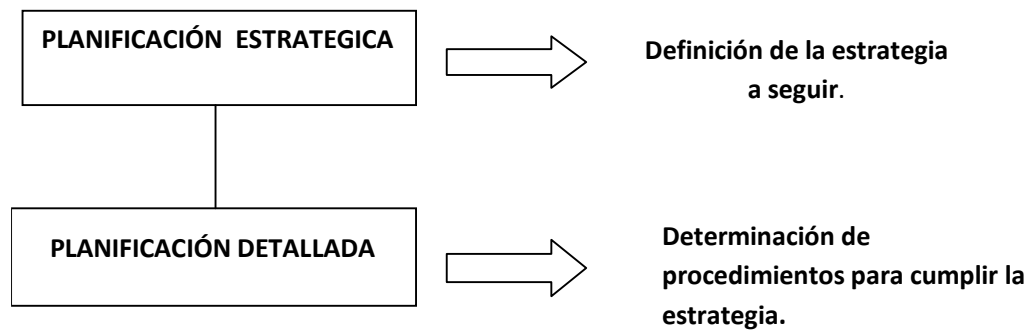 PLANIFICACIÓN ESTRATEGICA
Definición de la estrategia
a seguir.
PLANIFICACIÓN DETALLADA
Determinación de
procedimientos para cumplir la
estrategia.